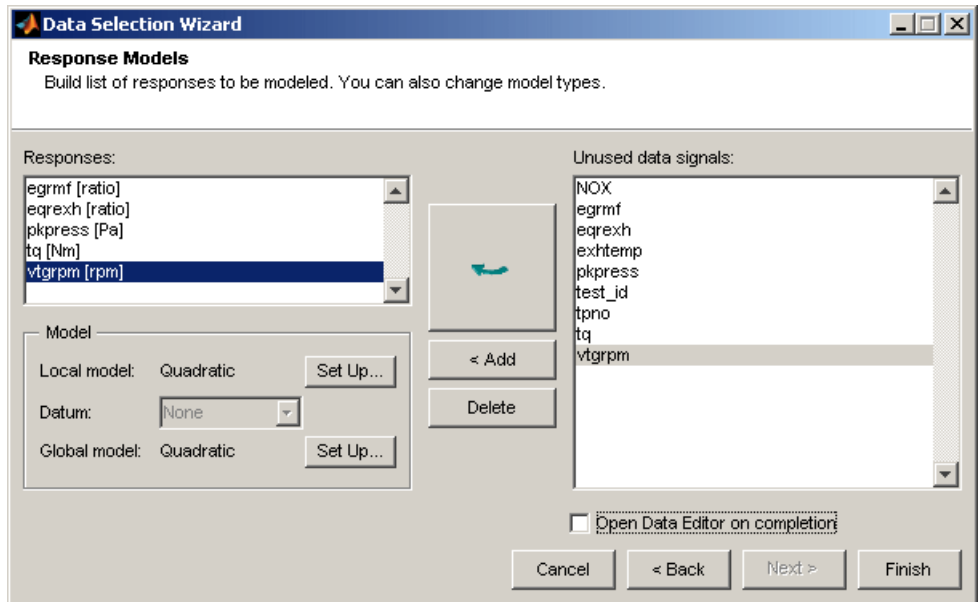 Data Selection Wizard
Response Models
Build list of responses to be modeled. You can also change model types.
Responses:
egrmf [ratio]
eqrexh [ratio]
pkpress [Pa]
tq [Nm]
vtgrpm [rpm]
Model
Local model: Quadratic Set Up...
Datum: None
Global model: Quadratic Set Up...
< Add
Delete
Unused data signals:
NOX
egrmf
eqrexh
exhtemp
pkpress
test_id
tpno
tq
vtgrpm
Open Data Editor on completion
Cancel < Back Next > Finish